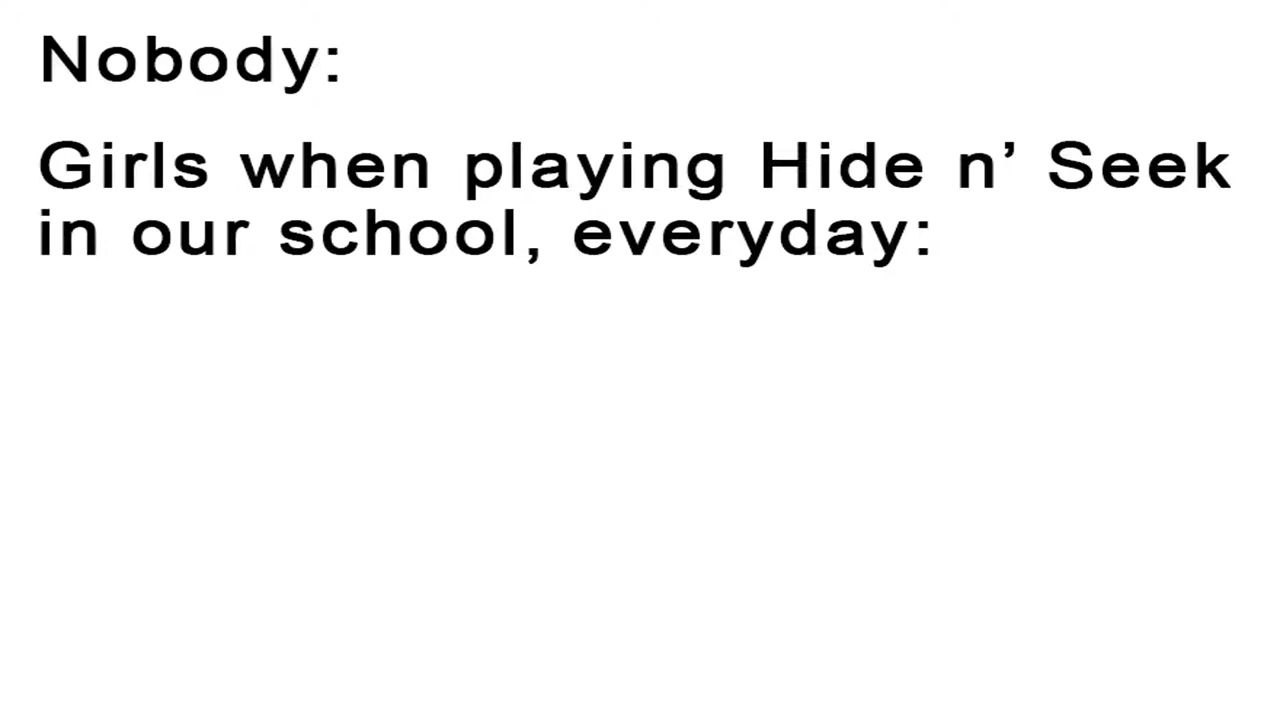 Nobody:
Girls when playing Hide n’ Seek
in our school, everyday: